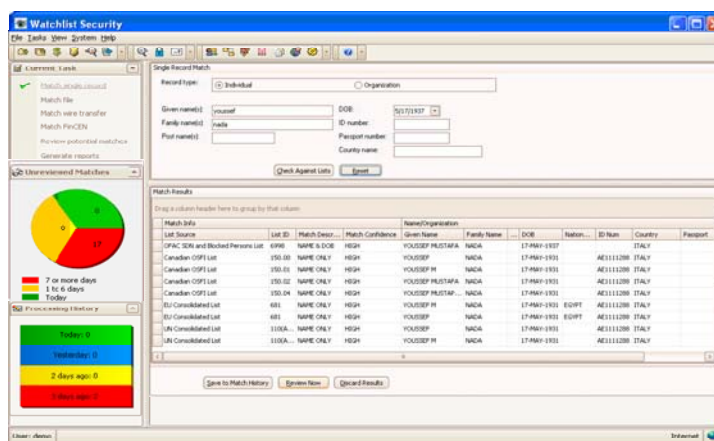 Watchlist Security
File Tasks View System Help
Current Task
Match single record
Match file
Match wire transfer
Match FinCEN
Review potential matches
Generate reports
Unreviewed Matches
8
9
17
7 or more days
1 to 6 days
Today
Processing History
Today: 0
Yesterday: 0
2 days ago: 0
3 days ago: 0
Single Record Match
Record type: Individual Organization
Given name(s): youssef DOB: 5/17/1937
Family name(s): nada ID number:
Post name(s): Passport number:
Country name:
Check Against Lists Reset
Match Results
Drag a column header here to group by that column
Match Info Name/Organization
List Source List ID Match Descr... Match Confidence Given Name Family Name ... DOB Nation... ID Num Country Passport
OFAC SDN and Blocked Persons List 6998 NAME & DOB HIGH YOUSSEF MUSTAFA NADA 17-MAY-1937 ITALY
Canadian OSFI List 150.00 NAME ONLY HIGH YOUSSEF NADA 17-MAY-1931 AE1111288 ITALY
Canadian OSFI List 150.01 NAME ONLY HIGH YOUSSEF M NADA 17-MAY-1931 AE1111288 ITALY
Canadian OSFI List 150.02 NAME ONLY HIGH YOUSSEF MUSTAFA NADA 17-MAY-1931 AE1111288 ITALY
Canadian OSFI List 150.04 NAME ONLY HIGH YOUSSEF MUSTAF... NADA 17-MAY-1931 AE1111288 ITALY
EU Consolidated List 681 NAME ONLY HIGH YOUSSEF M NADA 17-MAY-1931 EGYPT AE1111288 ITALY
EU Consolidated List 681 NAME ONLY HIGH YOUSSEF NADA 17-MAY-1931 EGYPT AE1111288 ITALY
UN Consolidated List 110(A... NAME ONLY HIGH YOUSSEF NADA 17-MAY-1931 AE1111288 ITALY
UN Consolidated List 110(A... NAME ONLY HIGH YOUSSEF M NADA 17-MAY-1931 AE1111288 ITALY
Save to Match History Review Now Discard Results
User: demo Internet